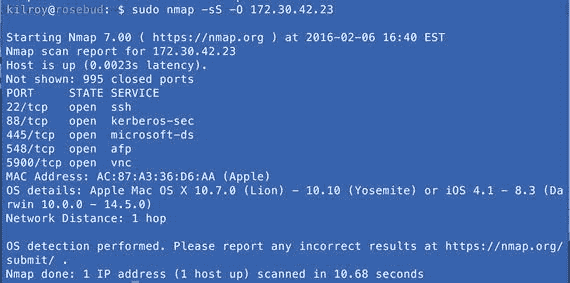 kilroy@rosebud: $ sudo nmap -sS -O 172.30.42.23
Starting Nmap 7.00 ( https://nmap.org ) at 2016-02-06 16:40 EST
Nmap scan report for 172.30.42.23
Host is up (0.0023s latency).
Not shown: 995 closed ports
PORT     STATE SERVICE
22/tcp   open  ssh
88/tcp   open  kerberos-sec
445/tcp  open  microsoft-ds
548/tcp  open  afp
5900/tcp open  vnc
MAC Address: AC:87:A3:36:D6:AA (Apple)
OS details: Apple Mac OS X 10.7.0 (Lion) - 10.10 (Yosemite) or iOS 4.1 - 8.3 (Da
rwin 10.0.0 - 14.5.0)
Network Distance: 1 hop
OS detection performed. Please report any incorrect results at https://nmap.org/
submit/ .
Nmap done: 1 IP address (1 host up) scanned in 10.68 seconds